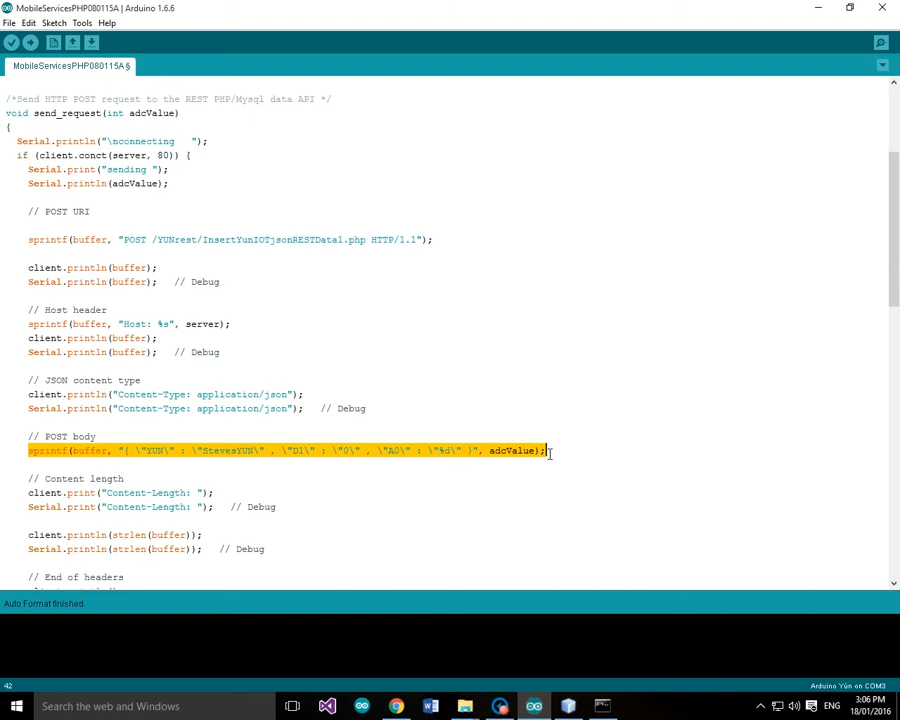 MobileServicesPHP080115A | Arduino 1.6.6
File Edit Sketch Tools Help
MobileServicesPHP080115A §
/*Send HTTP POST request to the REST PHP/Mysql data API */
void send_request(int adcValue)
{
Serial.println("\nconnecting   ");
if (client.conct(server, 80)) {
Serial.print("sending ");
Serial.println(adcValue);
// POST URI
sprintf(buffer, "POST /YUNrest/InsertYunIOTjsonRESTData1.php HTTP/1.1");
client.println(buffer);
Serial.println(buffer);   // Debug
// Host header
sprintf(buffer, "Host: %s", server);
client.println(buffer);
Serial.println(buffer);   // Debug
// JSON content type
client.println("Content-Type: application/json");
Serial.println("Content-Type: application/json");   // Debug
// POST body
sprintf(buffer, "{ \"YUN\" : \"StevesYUN\" , \"D1\" : \"0\" , \"A0\" : \"%d\" }", adcValue);
// Content length
client.print("Content-Length: ");
Serial.print("Content-Length: ");   // Debug
client.println(strlen(buffer));
Serial.println(strlen(buffer));   // Debug
// End of headers
Auto Format finished.
42
Arduino Yún on COM3
Search the web and Windows
ENG
3:06 PM
18/01/2016